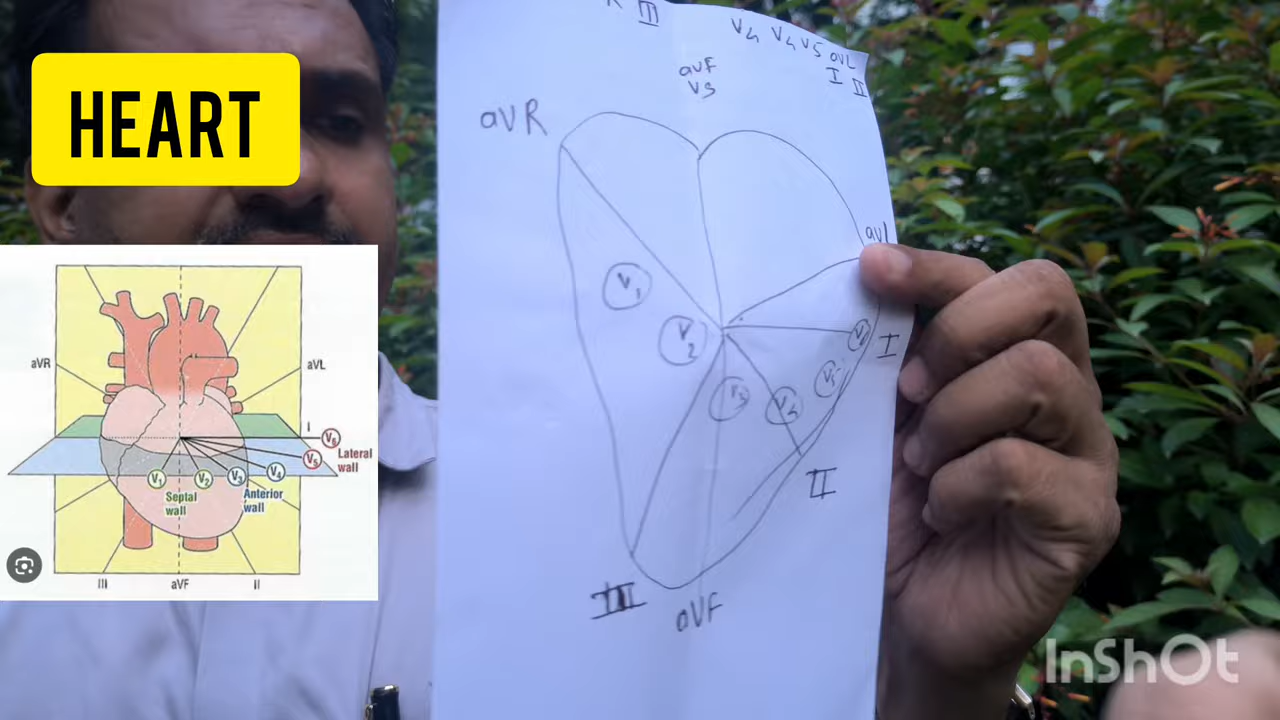 HEART
R III
V4 V4 V5 aVL
I II
aVF
V3
aVR
aVL
V1
V2
V3
V4
V5
V6
I
II
III
aVF
aVR
aVL
I
V6
V5
Lateral
wall
V1
V2
V3
V4
Septal
wall
Anterior
wall
III
aVF
II
InShOt